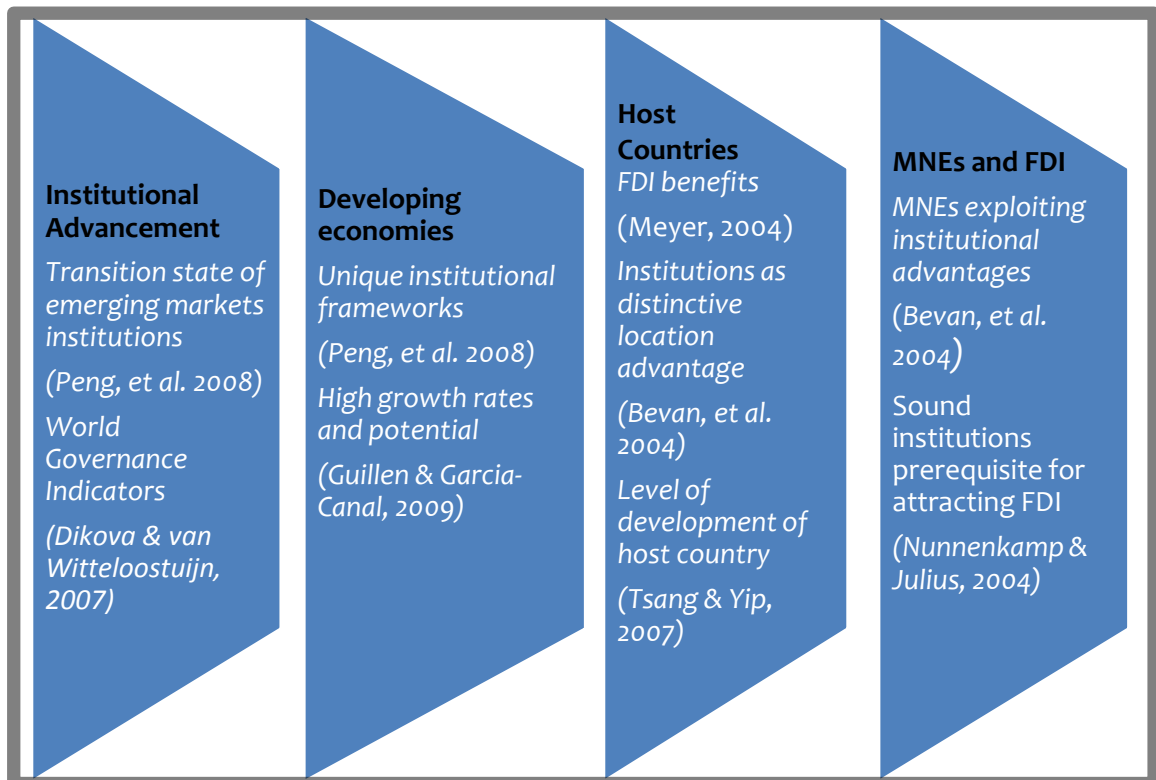 Institutional
Advancement
Transition state of
emerging markets
institutions
(Peng, et al. 2008)
World
Governance
Indicators
(Dikova & van
Witteloostuijn,
2007)
Developing
economies
Unique institutional
frameworks
(Peng, et al. 2008)
High growth rates
and potential
(Guillen & Garcia-
Canal, 2009)
Host
Countries
FDI benefits
(Meyer, 2004)
Institutions as
distinctive
location
advantage
(Bevan, et al.
2004)
Level of
development of
host country
(Tsang & Yip,
2007)
MNEs and FDI
MNEs exploiting
institutional
advantages
(Bevan, et al.
2004)
Sound
institutions
prerequisite for
attracting FDI
(Nunnenkamp &
Julius, 2004)